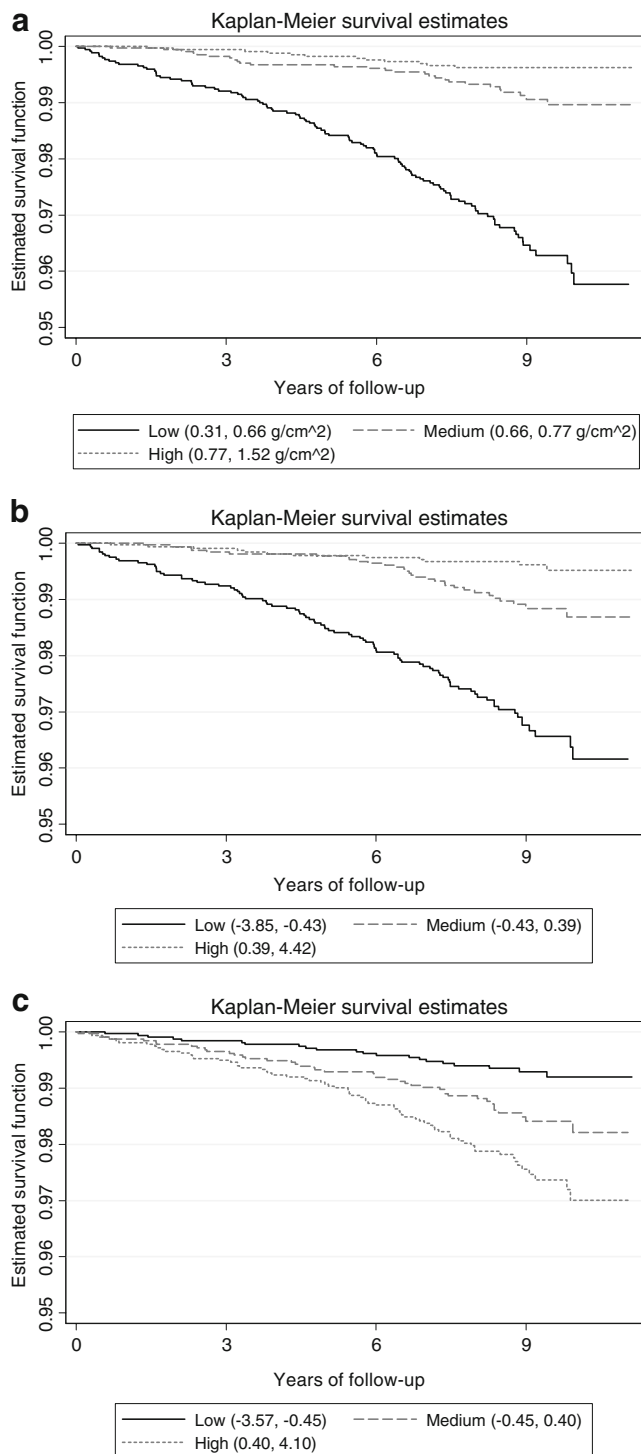 a
Kaplan-Meier survival estimates
1.00
0.99
0.98
0.97
0.96
0.95
Estimated survival function
0 3 6 9
Years of follow-up
Low (0.31, 0.66 g/cm^2) Medium (0.66, 0.77 g/cm^2)
High (0.77, 1.52 g/cm^2)
b
Kaplan-Meier survival estimates
1.00
0.99
0.98
0.97
0.96
0.95
Estimated survival function
0 3 6 9
Years of follow-up
Low (-3.85, -0.43) Medium (-0.43, 0.39)
High (0.39, 4.42)
c
Kaplan-Meier survival estimates
1.00
0.99
0.98
0.97
0.96
0.95
Estimated survival function
0 3 6 9
Years of follow-up
Low (-3.57, -0.45) Medium (-0.45, 0.40)
High (0.40, 4.10)